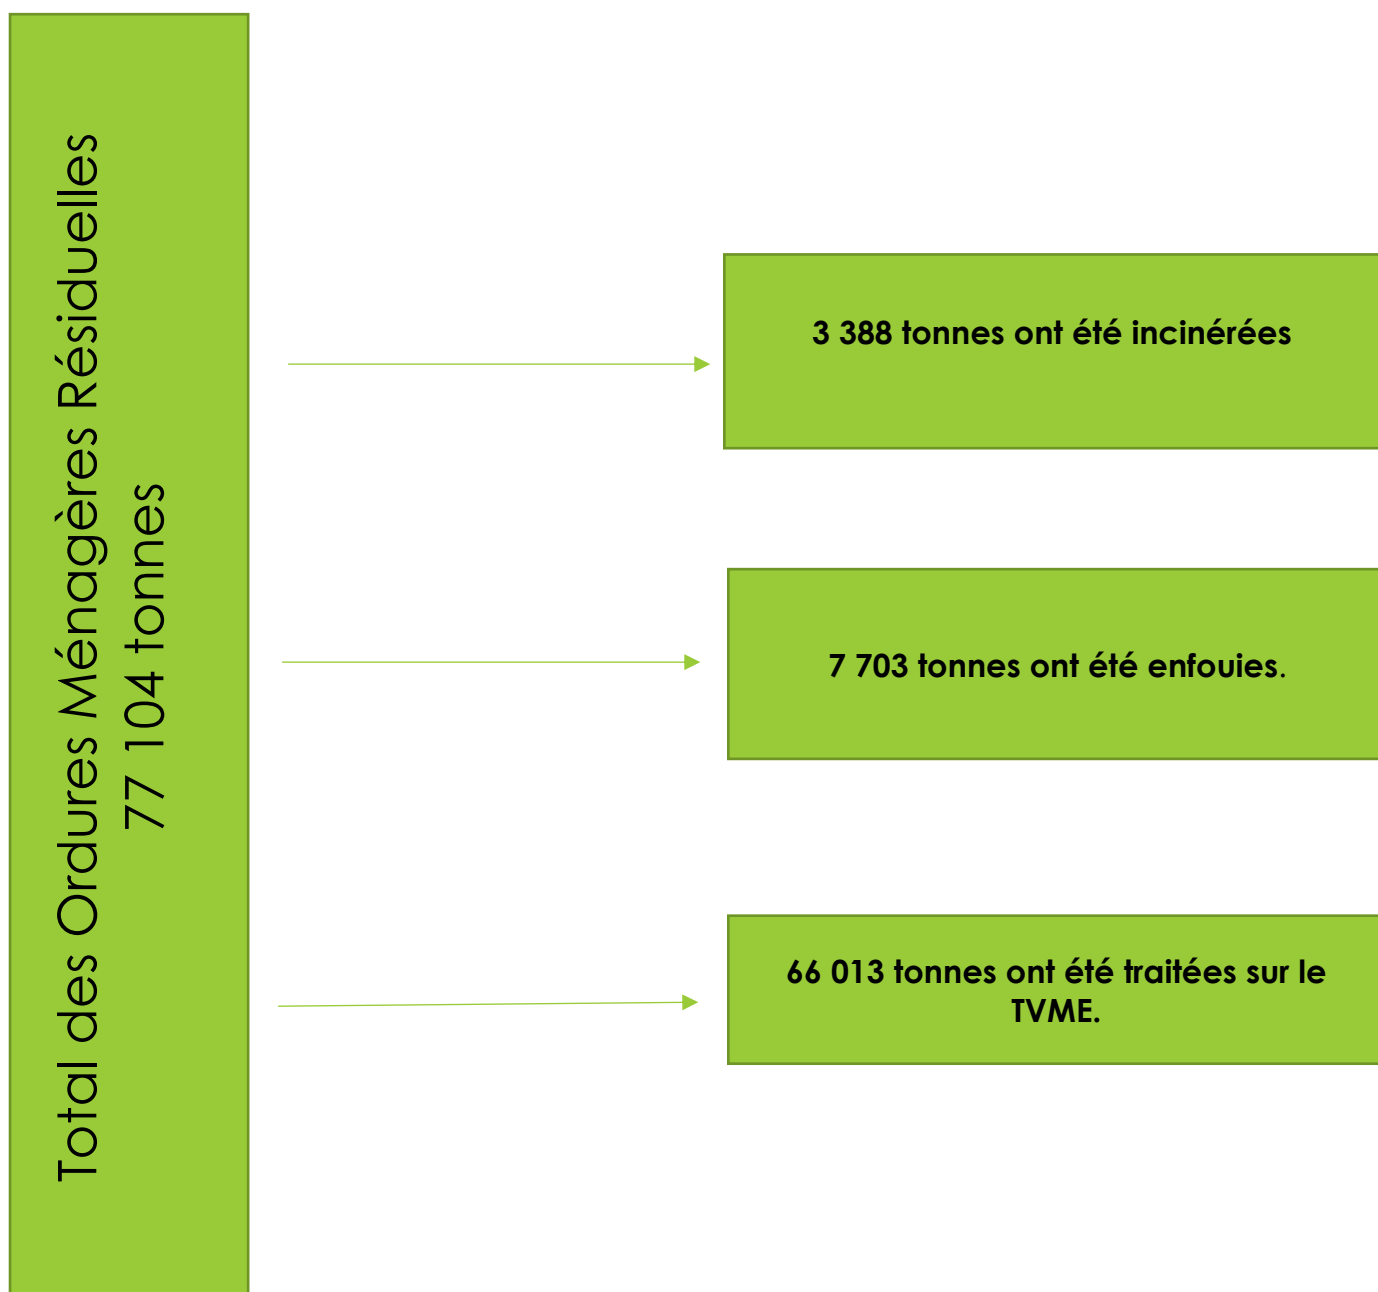 Total des Ordures Ménagères Résiduelles
77 104 tonnes
3 388 tonnes ont été incinérées
7 703 tonnes ont été enfouies.
66 013 tonnes ont été traitées sur le
TVME.